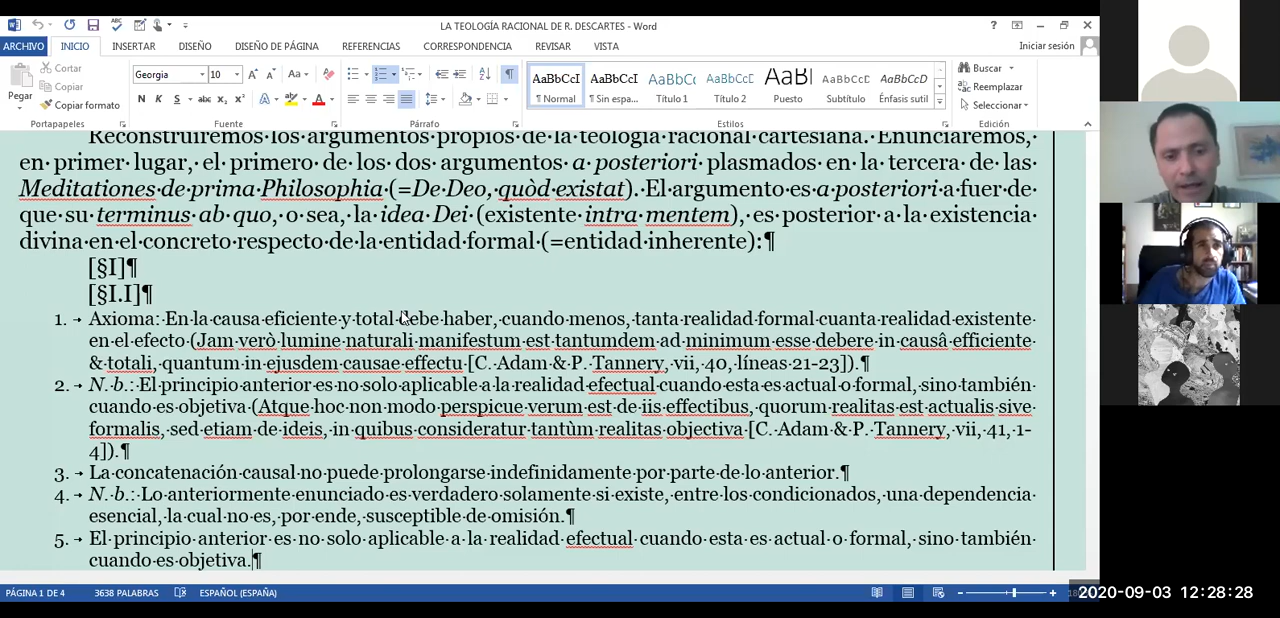 LA TEOLOGÍA RACIONAL DE R. DESCARTES - Word
ARCHIVO INICIO INSERTAR DISEÑO DISEÑO DE PÁGINA REFERENCIAS CORRESPONDENCIA REVISAR VISTA Iniciar sesión
Pegar
Cortar
Copiar
Copiar formato
Portapapeles
Georgia 10
N K S abc x₂ x²
Fuente
Párrafo
AaBbCcI AaBbCcI AaBbC( AaBbCcD AaBl AaBbCcD AaBbCcD
¶ Normal ¶ Sin espa... Título 1 Título 2 Puesto Subtítulo Énfasis sutil
Estilos
Buscar
Reemplazar
Seleccionar
Edición
Reconstruiremos los argumentos propios de la teología racional cartesiana. Enunciaremos,
en primer lugar, el primero de los dos argumentos a posteriori plasmados en la tercera de las
Meditationes de prima Philosophia (=De Deo, quòd existat). El argumento es a posteriori a fuer de
que su terminus ab quo, o sea, la idea Dei (existente intra mentem), es posterior a la existencia
divina en el concreto respecto de la entidad formal (=entidad inherente):¶
[§I]¶
[§I.I]¶
1. Axioma: En la causa eficiente y total debe haber, cuando menos, tanta realidad formal cuanta realidad existente
en el efecto (Jam verò lumine naturali manifestum est tantumdem ad minimum esse debere in causâ efficiente
& totali, quantum in ejusdem causae effectu [C. Adam & P. Tannery, vii, 40, líneas 21-23]).¶
2. N. b.: El principio anterior es no solo aplicable a la realidad efectual cuando esta es actual o formal, sino también
cuando es objetiva (Atque hoc non modo perspicue verum est de iis effectibus, quorum realitas est actualis sive
formalis, sed etiam de ideis, in quibus consideratur tantùm realitas objectiva [C. Adam & P. Tannery, vii, 41, 1-
4]).¶
3. La concatenación causal no puede prolongarse indefinidamente por parte de lo anterior.¶
4. N. b.: Lo anteriormente enunciado es verdadero solamente si existe, entre los condicionados, una dependencia
esencial, la cual no es, por ende, susceptible de omisión.¶
5. El principio anterior es no solo aplicable a la realidad efectual cuando esta es actual o formal, sino también
cuando es objetiva.¶
PÁGINA 1 DE 4 3638 PALABRAS ESPAÑOL (ESPAÑA)
2020-09-03 12:28:28